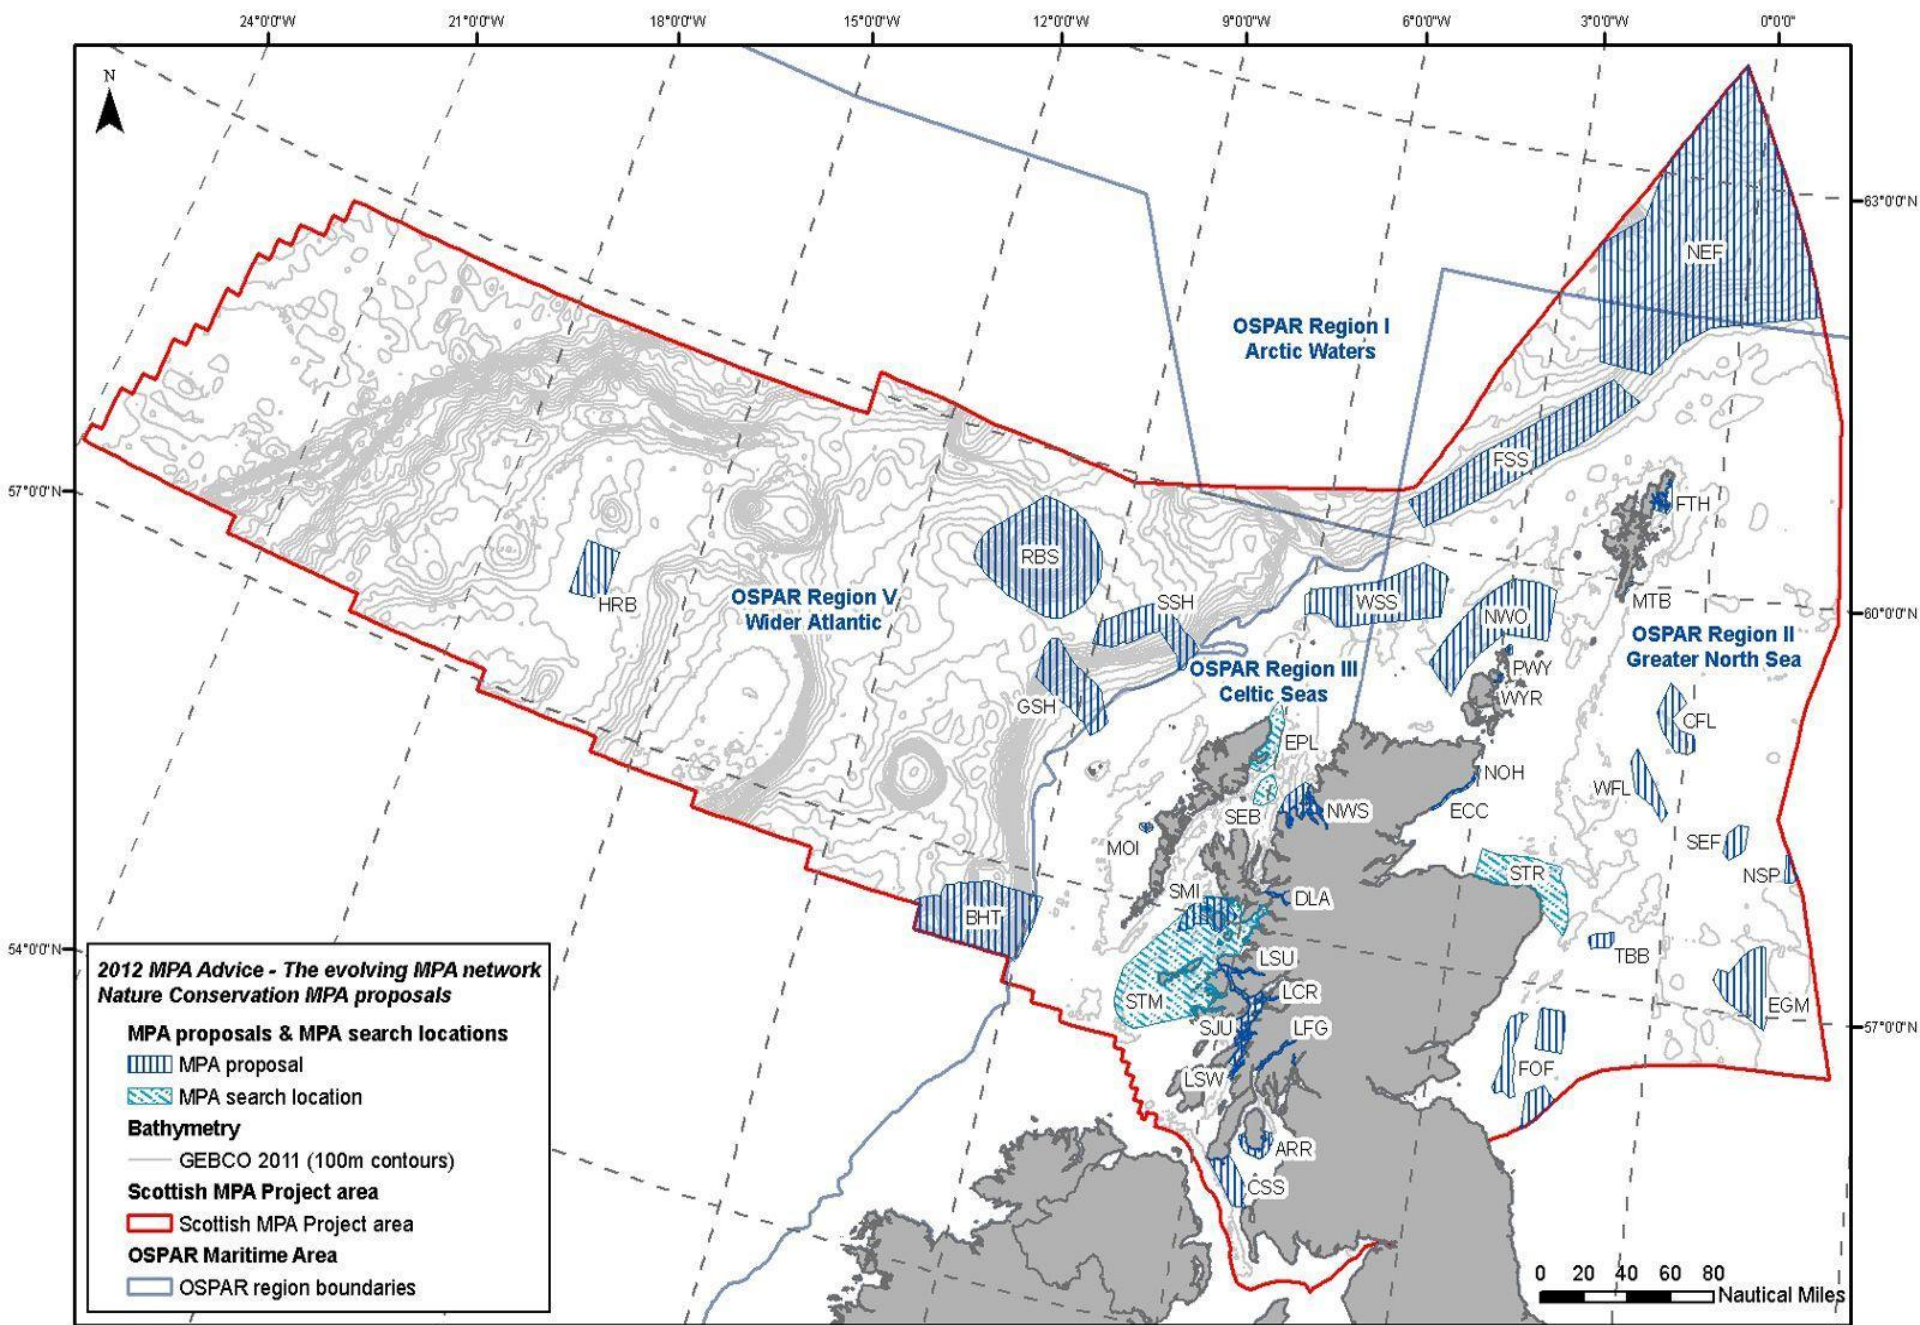 24°0'0"W 21°0'0"W 18°0'0"W 15°0'0"W 12°0'0"W 9°0'0"W 6°0'0"W 3°0'0"W 0°0'0"
N
63°0'0"N
NEF
OSPAR Region I
Arctic Waters
FSS
57°0'0"N
FTH
RBS
HRB
OSPAR Region V
Wider Atlantic
SSH
WSS
NWO
MTB
60°0'0"N
OSPAR Region II
Greater North Sea
OSPAR Region III
Celtic Seas
PWY
WYR
GSH
CFL
EPL
NOH
WFL
SEB
NWS
ECC
MOI
SEF
NSP
STR
SMI
DLA
BHT
54°0'0"N
TBB
LSU
LCR
STM
EGM
SJU
LFG
57°0'0"N
FOF
LSW
ARR
CSS
2012 MPA Advice - The evolving MPA network
Nature Conservation MPA proposals
MPA proposals & MPA search locations
MPA proposal
MPA search location
Bathymetry
GEBCO 2011 (100m contours)
Scottish MPA Project area
Scottish MPA Project area
OSPAR Maritime Area
OSPAR region boundaries
0 20 40 60 80
Nautical Miles